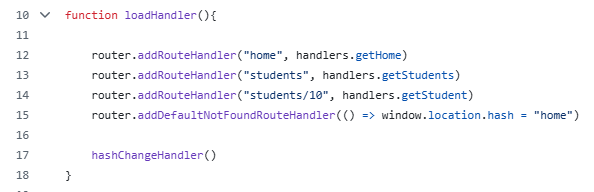 10 function loadHandler(){
11
12 router.addRouteHandler("home", handlers.getHome)
13 router.addRouteHandler("students", handlers.getStudents)
14 router.addRouteHandler("students/10", handlers.getStudent)
15 router.addDefaultNotFoundRouteHandler(() => window.location.hash = "home")
16
17 hashChangeHandler()
18 }